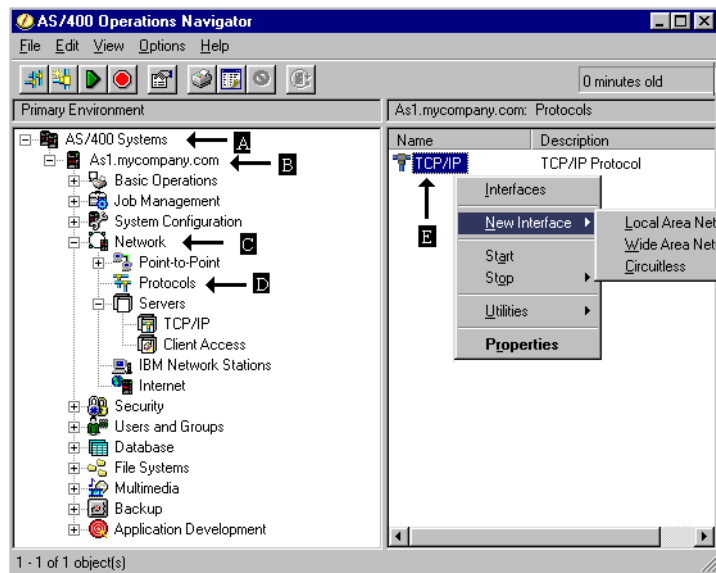 AS/400 Operations Navigator
File Edit View Options Help
0 minutes old
Primary Environment
As1.mycompany.com: Protocols
AS/400 Systems A
As1.mycompany.com B
Basic Operations
Job Management
System Configuration
Network C
Point-to-Point
Protocols D
Servers
TCP/IP
Client Access
IBM Network Stations
Internet
Security
Users and Groups
Database
File Systems
Multimedia
Backup
Application Development
Name Description
TCP/IP TCP/IP Protocol
E
Interfaces
New Interface
Start
Stop
Utilities
Properties
Local Area Net
Wide Area Net
Circuitless
1 - 1 of 1 object(s)